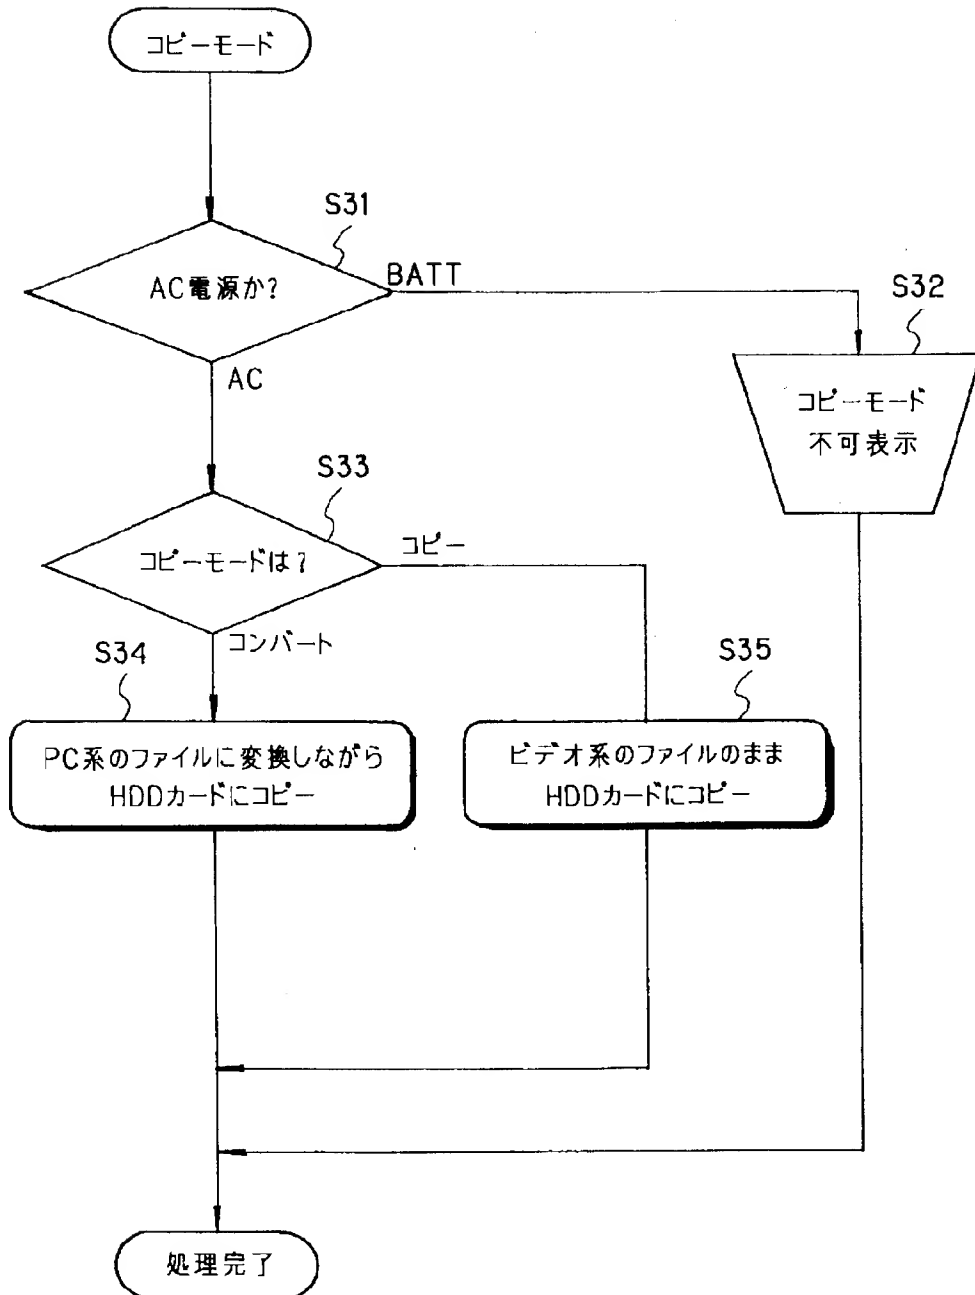 コピーモード
S31
AC電源か?
BATT
AC
S32
コピーモード
不可表示
S33
コピーモードは?
コピー
コンバート
S34
PC系のファイルに変換しながら
HDDカードにコピー
S35
ビデオ系のファイルのまま
HDDカードにコピー
処理完了